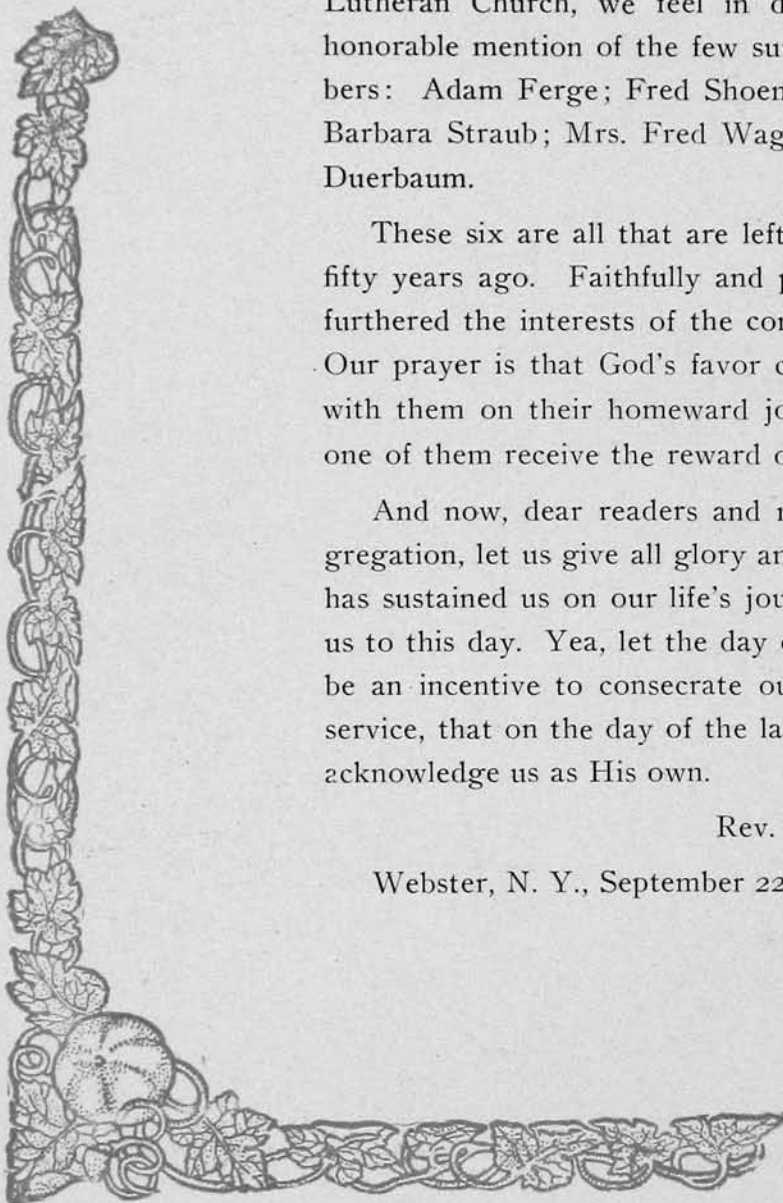 Lutheran Church, we feel in d
honorable mention of the few su
bers: Adam Ferge; Fred Shoen
Barbara Straub; Mrs. Fred Wag
Duerbaum.
These six are all that are left
fifty years ago. Faithfully and p
furthered the interests of the con
Our prayer is that God's favor c
with them on their homeward jo
one of them receive the reward o
And now, dear readers and r
gregation, let us give all glory an
has sustained us on our life's jou
us to this day. Yea, let the day o
be an incentive to consecrate ou
service, that on the day of the la
acknowledge us as His own.
Rev.
Webster, N. Y., September 22